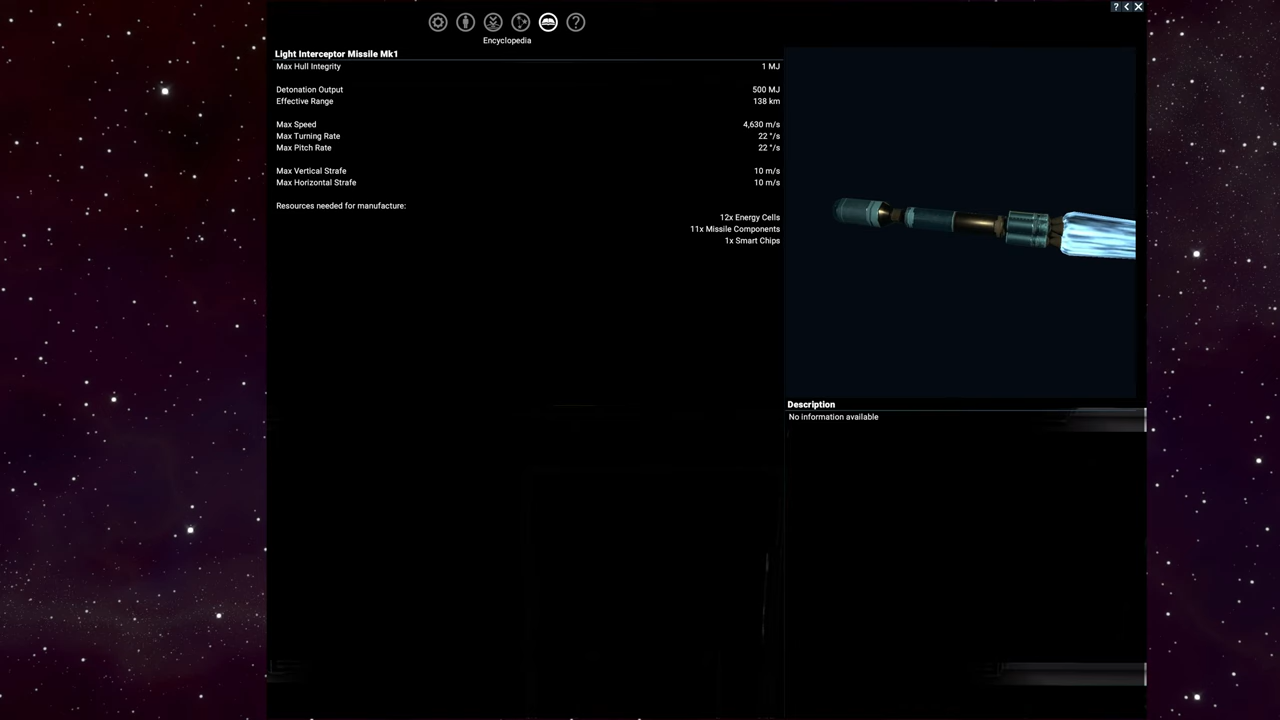 Encyclopedia
Light Interceptor Missile Mk1
Max Hull Integrity 1 MJ
Detonation Output 500 MJ
Effective Range 138 km
Max Speed 4,630 m/s
Max Turning Rate 22 °/s
Max Pitch Rate 22 °/s
Max Vertical Strafe 10 m/s
Max Horizontal Strafe 10 m/s
Resources needed for manufacture:
12x Energy Cells
11x Missile Components
1x Smart Chips
Description
No information available